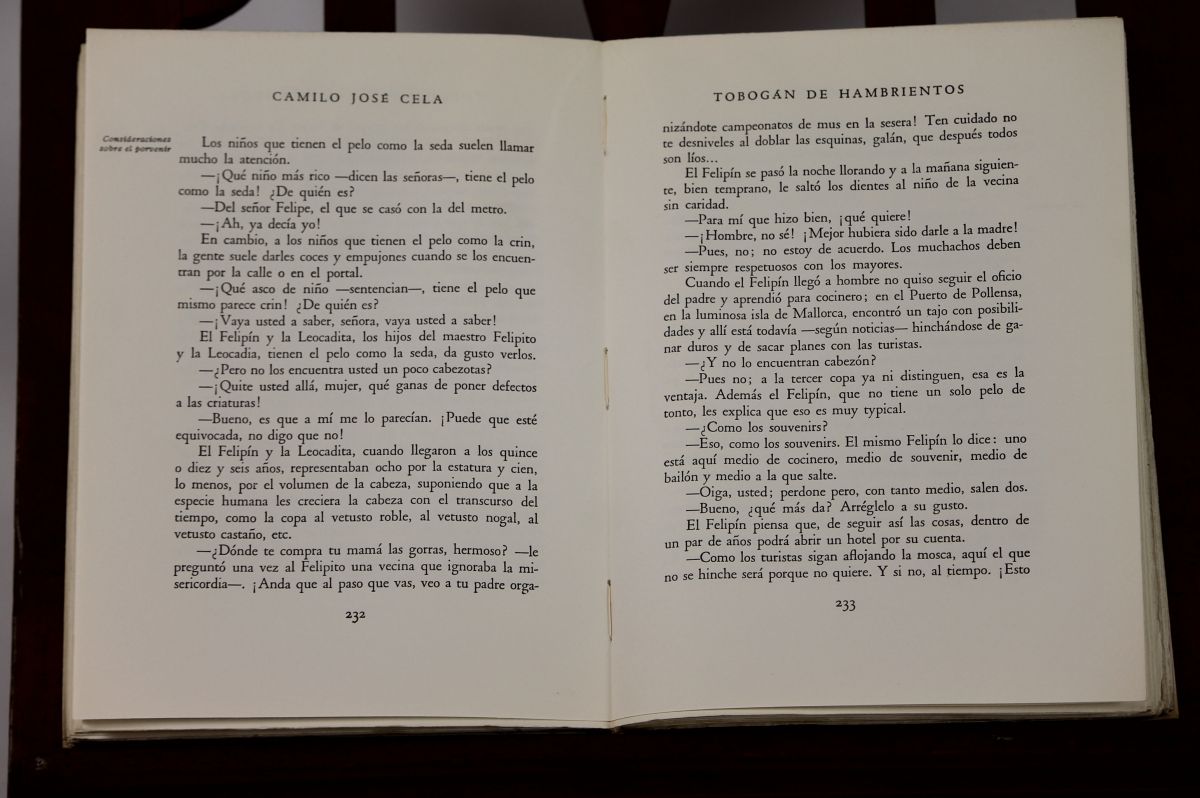 CAMILO JOSÉ CELA
Consideraciones
sobre el porvenir
Los niños que tienen el pelo como la seda suelen llamar
mucho la atención.
—¡Qué niño más rico —dicen las señoras—, tiene el pelo
como la seda! ¿De quién es?
—Del señor Felipe, el que se casó con la del metro.
—¡Ah, ya decía yo!
En cambio, a los niños que tienen el pelo como la crin,
la gente suele darles coces y empujones cuando se los encuen-
tran por la calle o en el portal.
—¡Qué asco de niño —sentencian—, tiene el pelo que
mismo parece crin! ¿De quién es?
—¡Vaya usted a saber, señora, vaya usted a saber!
El Felipín y la Leocadita, los hijos del maestro Felipito
y la Leocadia, tienen el pelo como la seda, da gusto verlos.
—¿Pero no los encuentra usted un poco cabezotas?
—¡Quite usted allá, mujer, qué ganas de poner defectos
a las criaturas!
—Bueno, es que a mí me lo parecían. ¡Puede que esté
equivocada, no digo que no!
El Felipín y la Leocadita, cuando llegaron a los quince
o diez y seis años, representaban ocho por la estatura y cien,
lo menos, por el volumen de la cabeza, suponiendo que a la
especie humana les creciera la cabeza con el transcurso del
tiempo, como la copa al vetusto roble, al vetusto nogal, al
vetusto castaño, etc.
—¿Dónde te compra tu mamá las gorras, hermoso? —le
preguntó una vez al Felipito una vecina que ignoraba la mi-
sericordia—. ¡Anda que al paso que vas, veo a tu padre orga-
232
TOBOGÁN DE HAMBRIENTOS
nizándote campeonatos de mus en la sesera! Ten cuidado no
te desniveles al doblar las esquinas, galán, que después todos
son líos...
El Felipín se pasó la noche llorando y a la mañana siguien-
te, bien temprano, le saltó los dientes al niño de la vecina
sin caridad.
—Para mí que hizo bien, ¡qué quiere!
—¡Hombre, no sé! ¡Mejor hubiera sido darle a la madre!
—Pues, no; no estoy de acuerdo. Los muchachos deben
ser siempre respetuosos con los mayores.
Cuando el Felipín llegó a hombre no quiso seguir el oficio
del padre y aprendió para cocinero; en el Puerto de Pollensa,
en la luminosa isla de Mallorca, encontró un tajo con posibili-
dades y allí está todavía —según noticias— hinchándose de ga-
nar duros y de sacar planes con las turistas.
—¿Y no lo encuentran cabezón?
—Pues no; a la tercer copa ya ni distinguen, esa es la
ventaja. Además el Felipín, que no tiene un solo pelo de
tonto, les explica que eso es muy typical.
—¿Como los souvenirs?
—Eso, como los souvenirs. El mismo Felipín lo dice: uno
está aquí medio de cocinero, medio de souvenir, medio de
bailón y medio a la que salte.
—Oiga, usted; perdone pero, con tanto medio, salen dos.
—Bueno, ¿qué más da? Arréglelo a su gusto.
El Felipín piensa que, de seguir así las cosas, dentro de
un par de años podrá abrir un hotel por su cuenta.
—Como los turistas sigan aflojando la mosca, aquí el que
no se hinche será porque no quiere. Y si no, al tiempo. ¡Esto
233